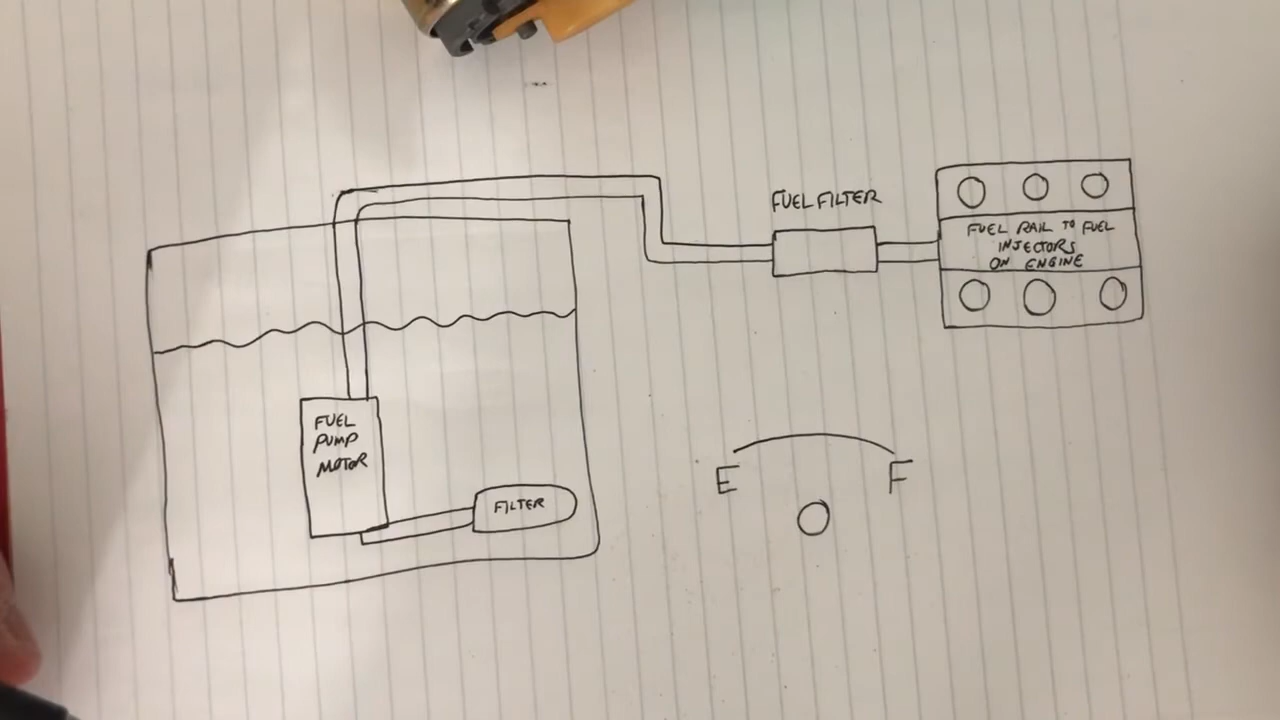 FUEL FILTER
FUEL RAIL TO FUEL
INJECTORS
ON ENGINE
FUEL
PUMP
MOTOR
FILTER
E F